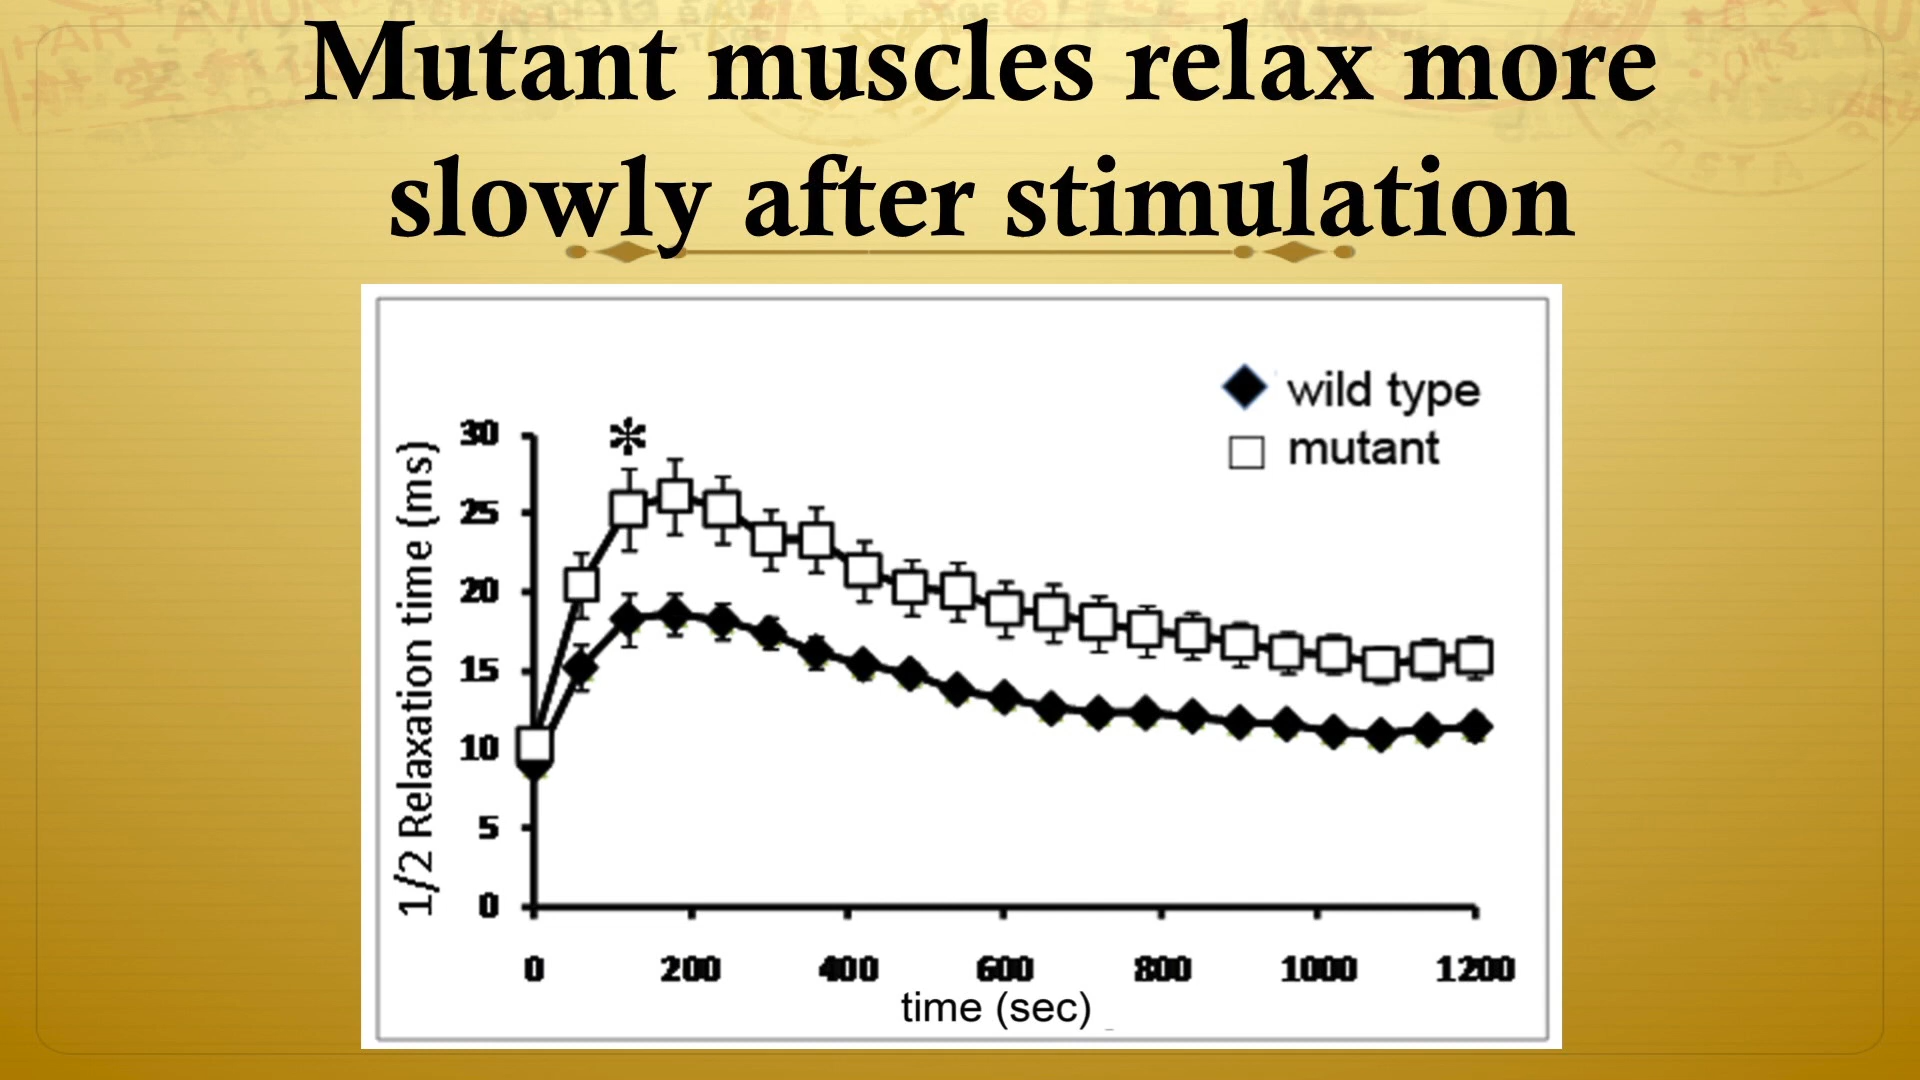 Mutant muscles relax more
slowly after stimulation
wild type
mutant
*
1/2 Relaxation time (ms)
30
25
20
15
10
5
0
0 200 400 600 800 1000 1200
time (sec)